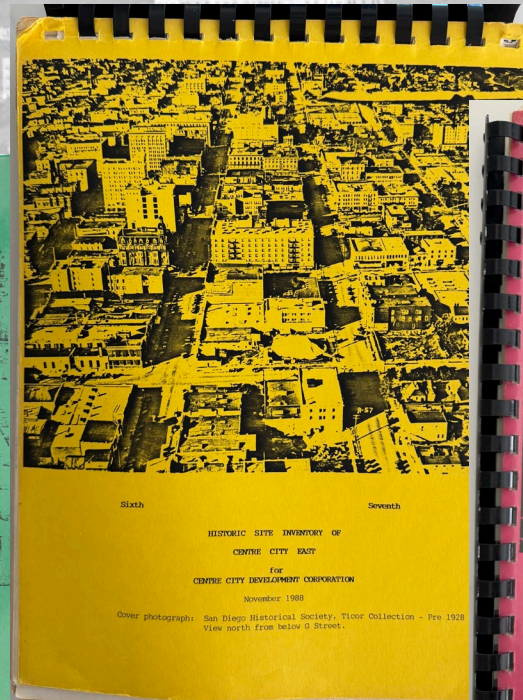 R-57
Sixth Seventh
HISTORIC SITE INVENTORY OF
CENTRE CITY EAST
for
CENTRE CITY DEVELOPMENT CORPORATION
November 1988
Cover photograph: San Diego Historical Society, Ticor Collection - Pre 1928
View north from below G Street.